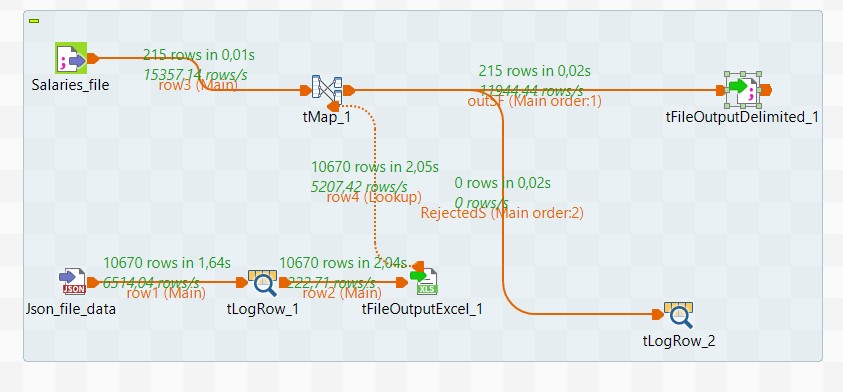 215 rows in 0,01s
15357,14 rows/s
row3 (Main)
Salaries_file
tMap_1
215 rows in 0,02s
11944,44 rows/s
outSF (Main order:1)
tFileOutputDelimited_1
10670 rows in 2,05s
5207,42 rows/s
row4 (Lookup)
0 rows in 0,02s
0 rows/s
RejectedS (Main order:2)
10670 rows in 1,64s
6514,04 rows/s
row1 (Main)
10670 rows in 2,04s
222,71 rows/s
row2 (Main)
JSON
XLS
Json_file_data
tLogRow_1
tFileOutputExcel_1
tLogRow_2